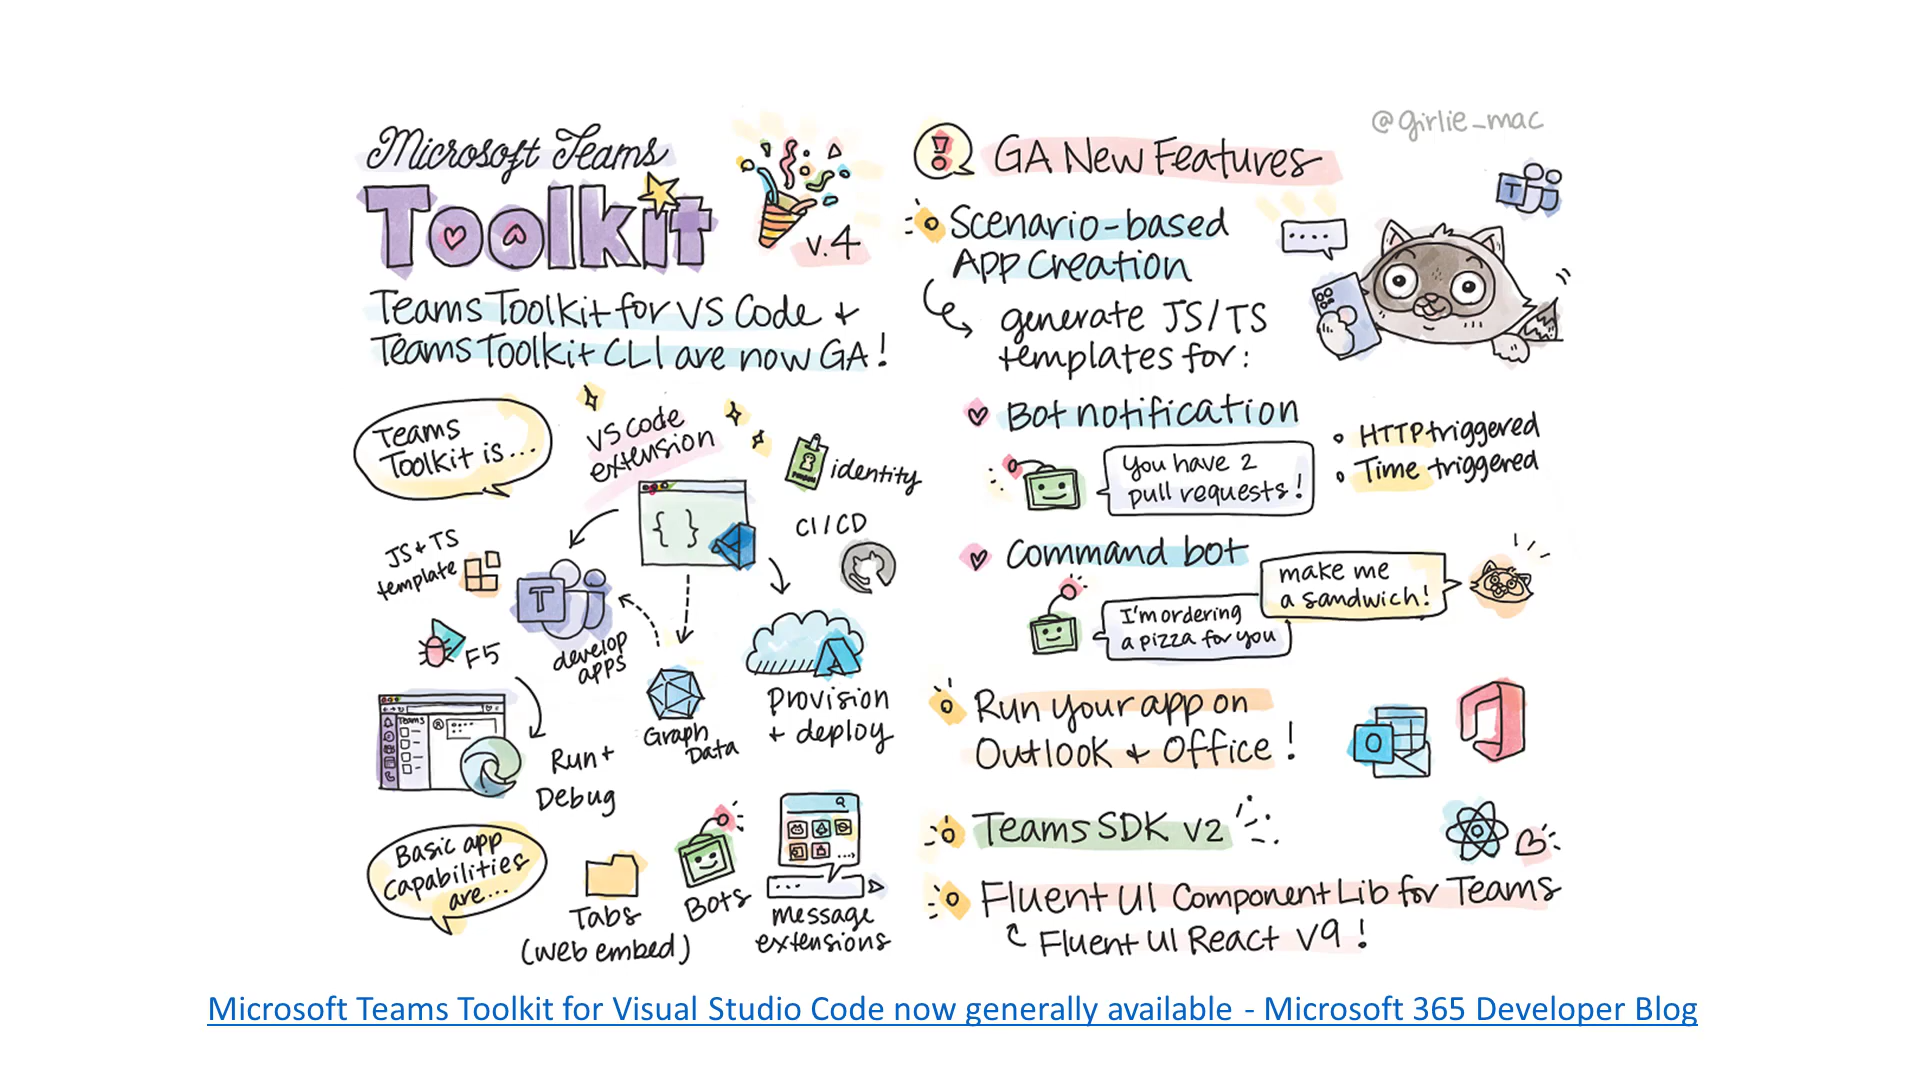 Microsoft Teams
Toolkit
v.4
Teams Toolkit for VS Code +
Teams Toolkit CLI are now GA!
Teams
Toolkit is...
VS Code
extension
identity
CI/CD
JS + TS
template
{ }
T
F5
develop
apps
Teams
Graph
Data
Provision
+ deploy
Run +
Debug
Basic app
capabilities
are...
Tabs
(web embed)
Bots
message
extensions
@girlie_mac
GA New Features
T
Scenario-based
App Creation
generate JS/TS
templates for:
Bot notification
You have 2
pull requests!
HTTP triggered
Time triggered
Command bot
make me
a sandwich!
I'm ordering
a pizza for you
Run your app on
Outlook + Office!
O
Teams SDK v2
Fluent UI Component Lib for Teams
Fluent UI React v9!
Microsoft Teams Toolkit for Visual Studio Code now generally available - Microsoft 365 Developer Blog